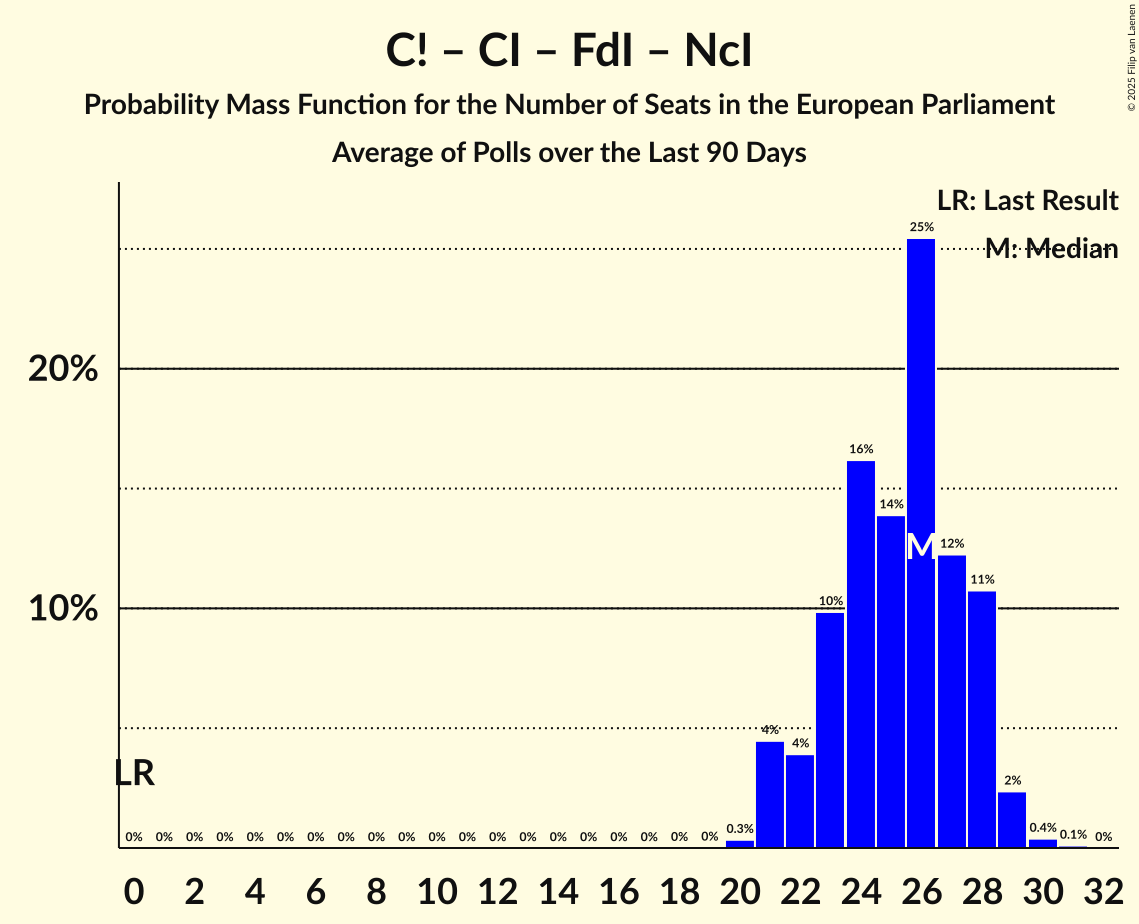 C! – CI – FdI – NcI
Probability Mass Function for the Number of Seats in the European Parliament
Average of Polls over the Last 90 Days
© 2025 Filip van Laenen
LR: Last Result
M: Median
25%
20%
16%
14%
M
12%
11%
10%
10%
4%
4%
LR
2%
0% 0% 0% 0% 0% 0% 0% 0% 0% 0% 0% 0% 0% 0% 0% 0% 0% 0% 0% 0% 0.3% 0.4% 0.1% 0%
0 2 4 6 8 10 12 14 16 18 20 22 24 26 28 30 32